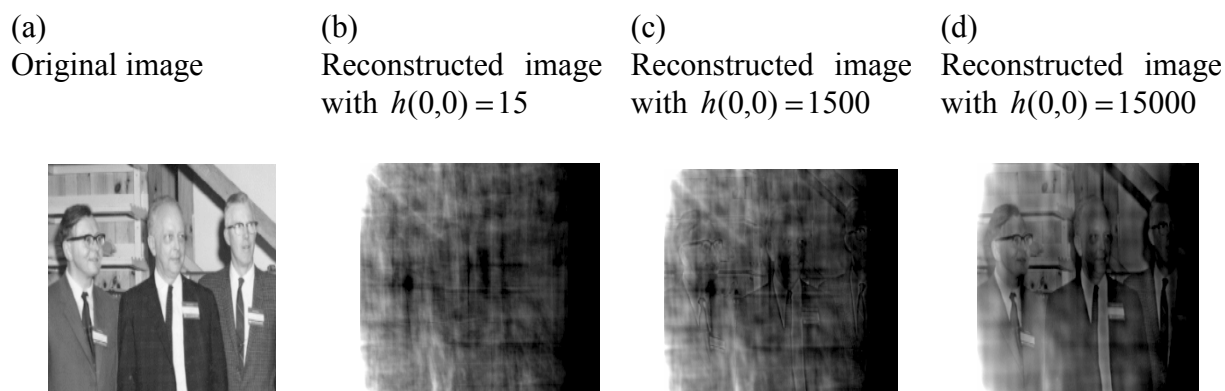 (a)
Original image
(b)
Reconstructed image
with h(0,0) = 15
(c)
Reconstructed image
with h(0,0) = 1500
(d)
Reconstructed image
with h(0,0) = 15000